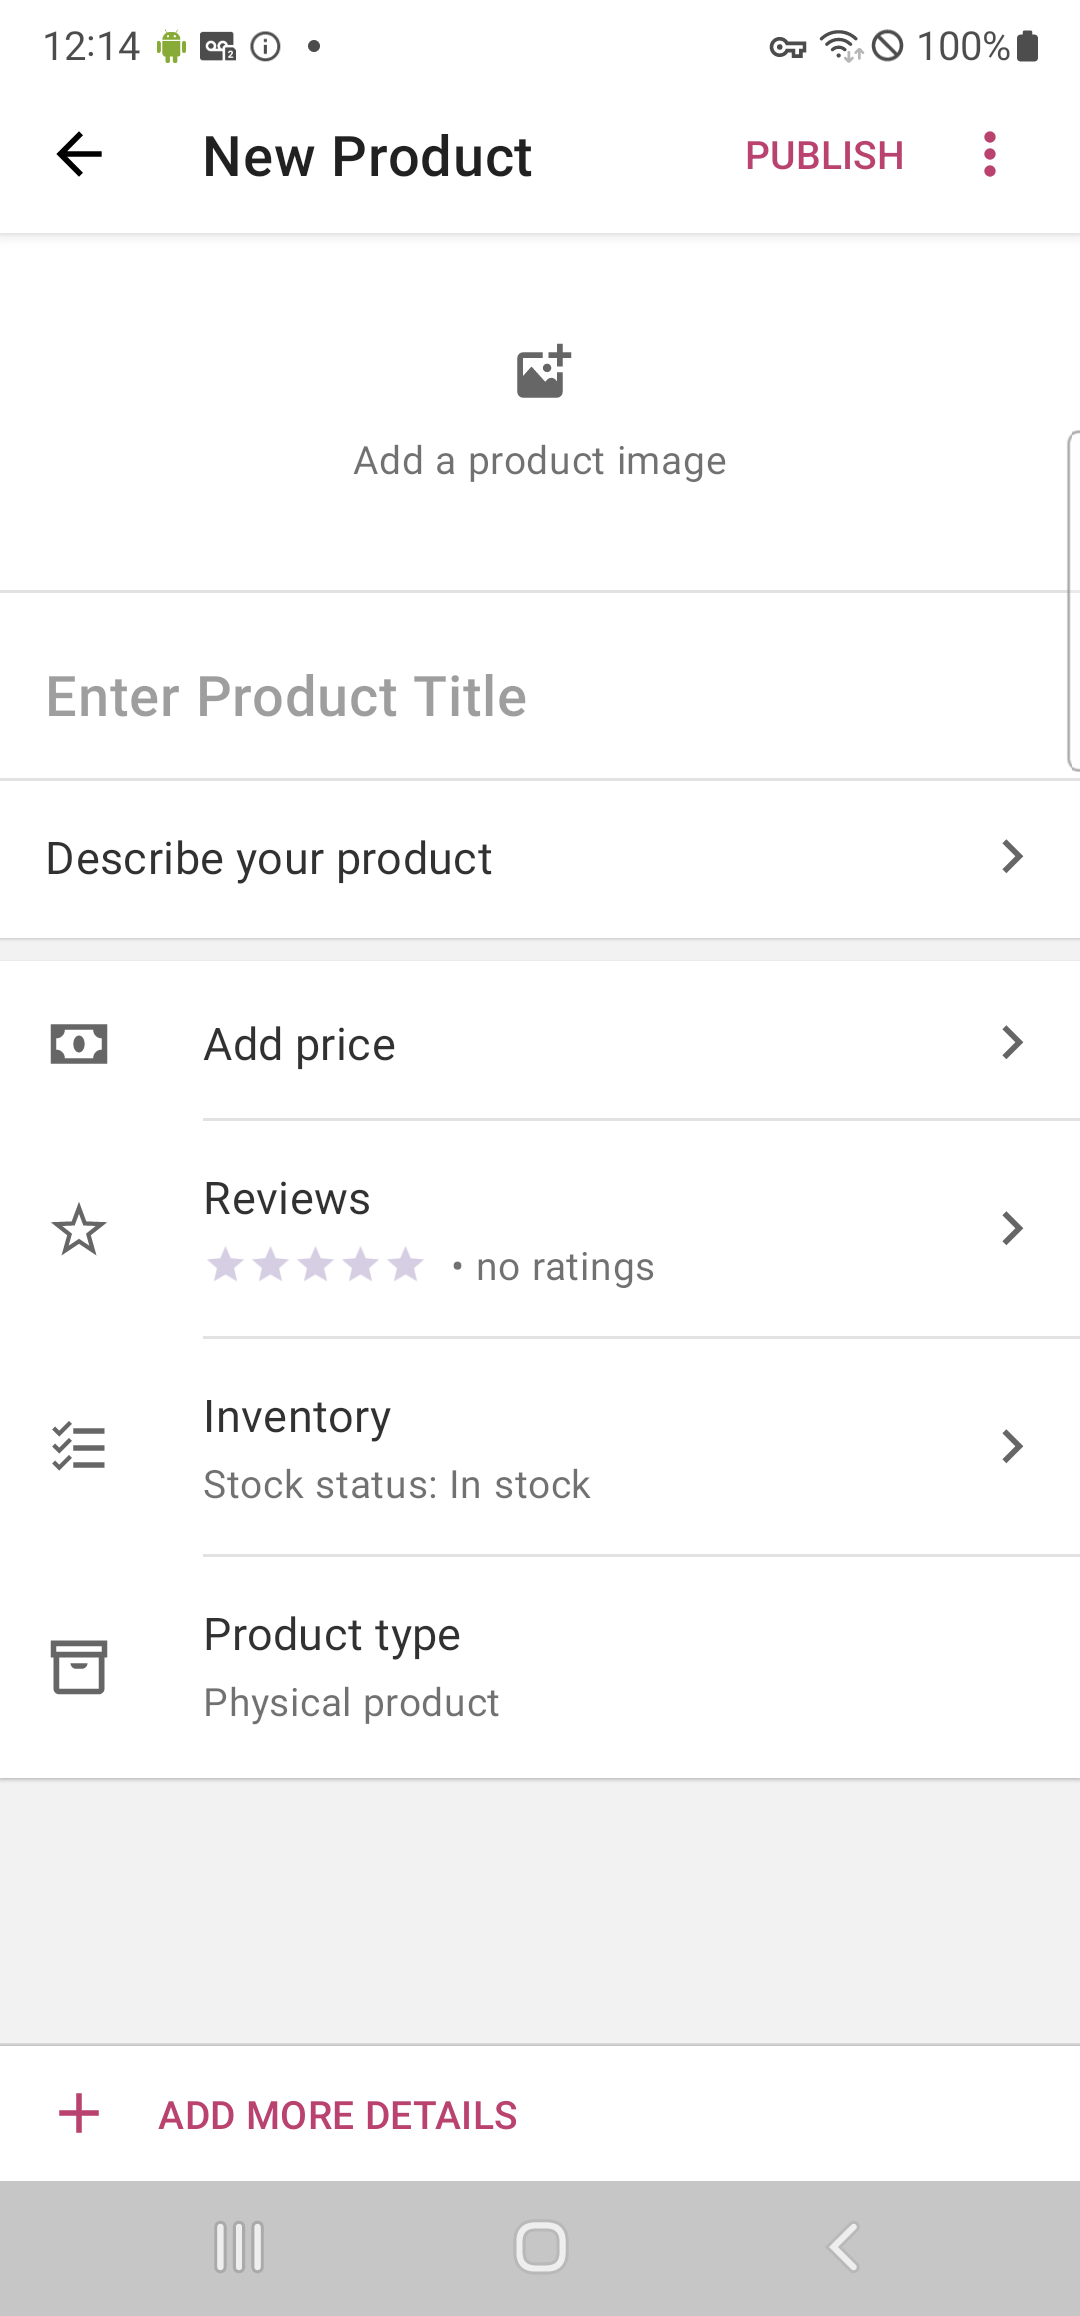 12:14 100%
New Product PUBLISH
Add a product image
Enter Product Title
Describe your product
Add price
Reviews
• no ratings
Inventory
Stock status: In stock
Product type
Physical product
ADD MORE DETAILS